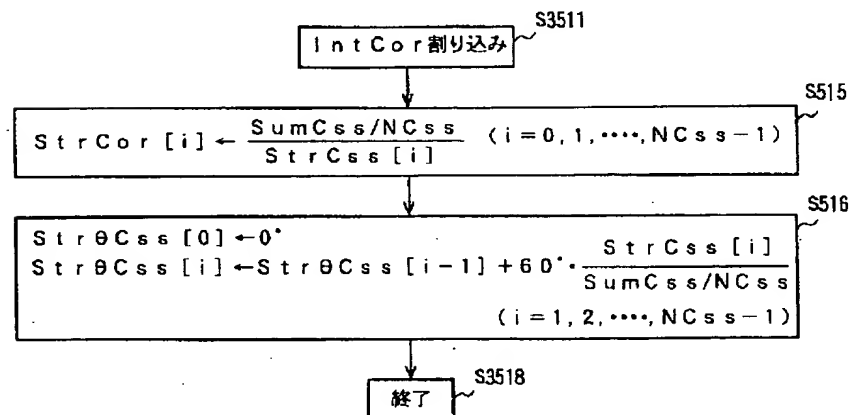 S3511
IntCor割り込み
S515
StrCor[i]←SumCss/NCss/StrCss[i] (i=0,1,‥‥,NCss−1)
S516
StrθCss[0]←0°
StrθCss[i]←StrθCss[i−1]+60°・StrCss[i]/SumCss/NCss
(i=1,2,‥‥,NCss−1)
S3518
終了